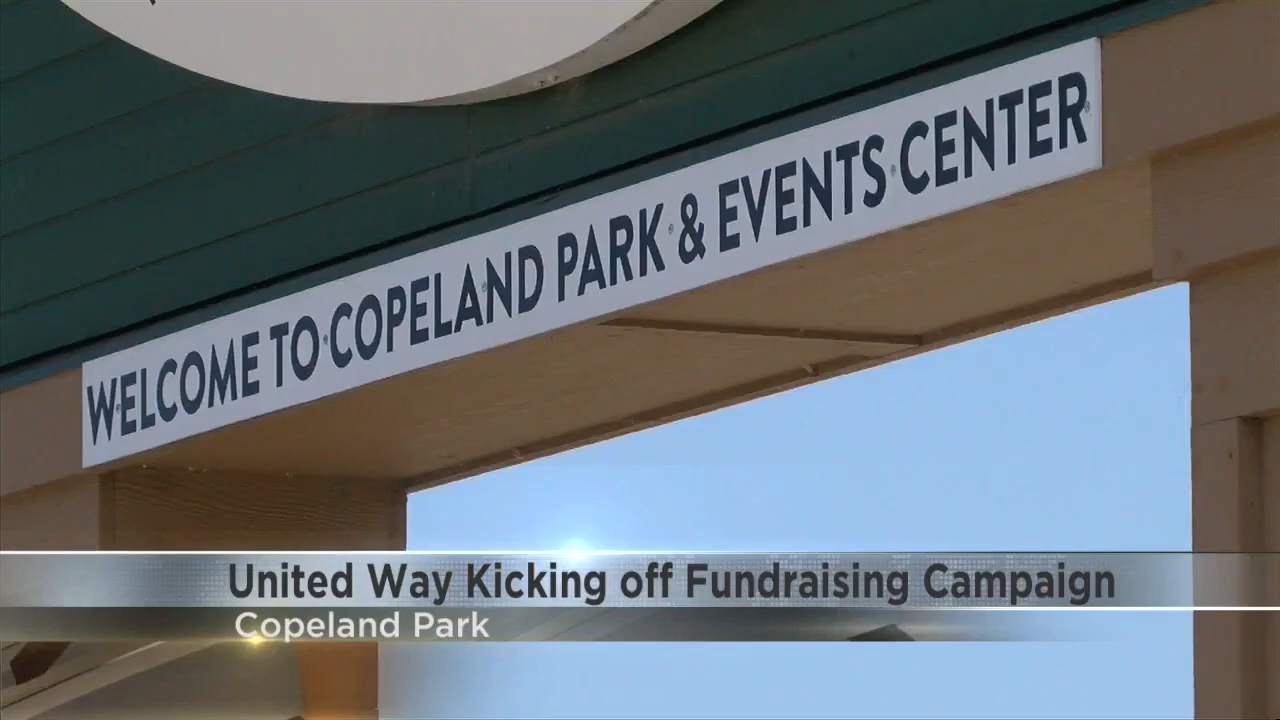 WELCOME TO COPELAND PARK & EVENTS CENTER
United Way Kicking off Fundraising Campaign
Copeland Park